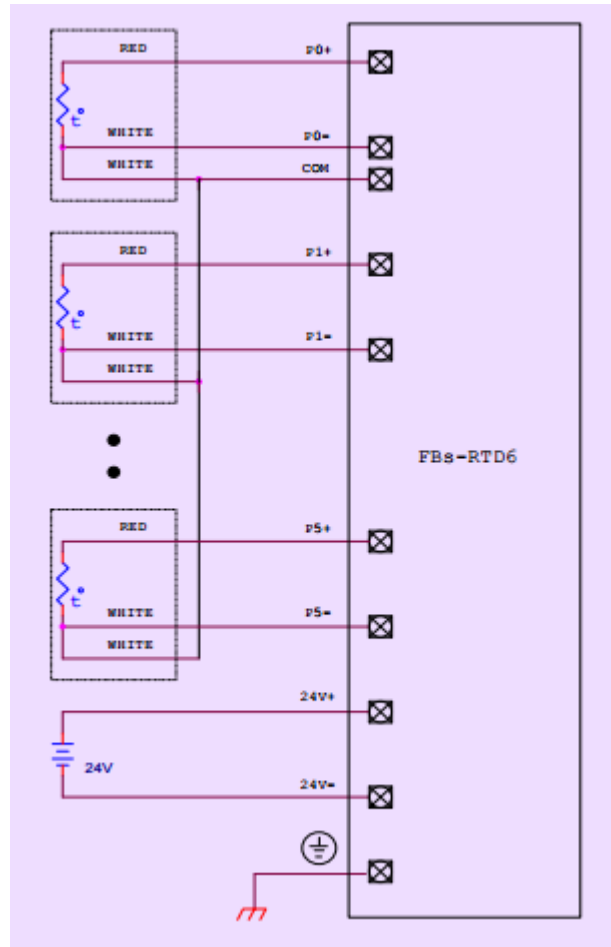 RED P0+
t°
WHITE P0-
WHITE COM
RED P1+
t°
WHITE P1-
WHITE
FBs-RTD6
RED P5+
t°
WHITE P5-
WHITE
24V+
24V
24V-